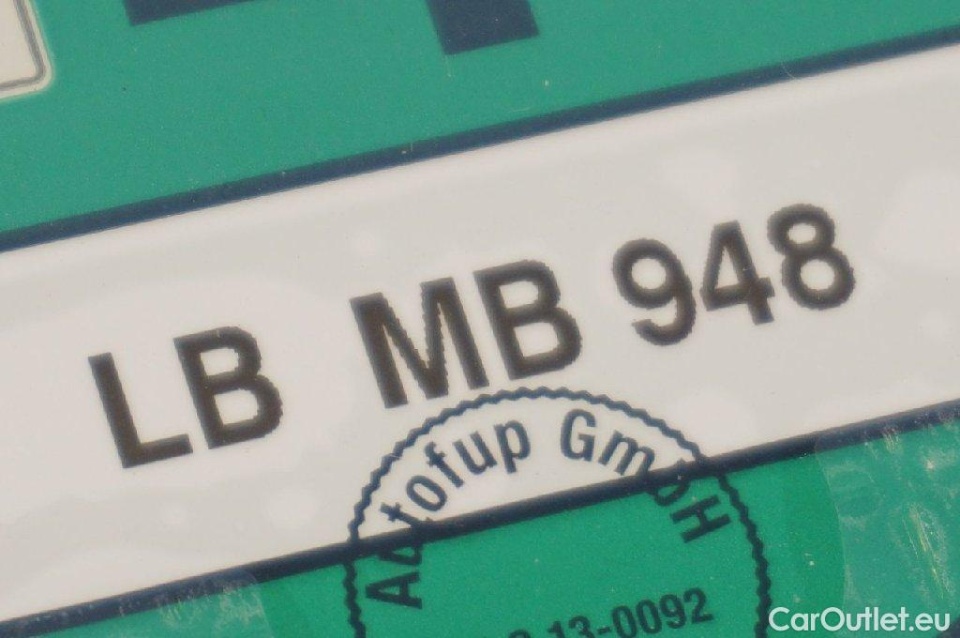 LB MB 948
Autofup GmbH
13-0092
CarOutlet.eu